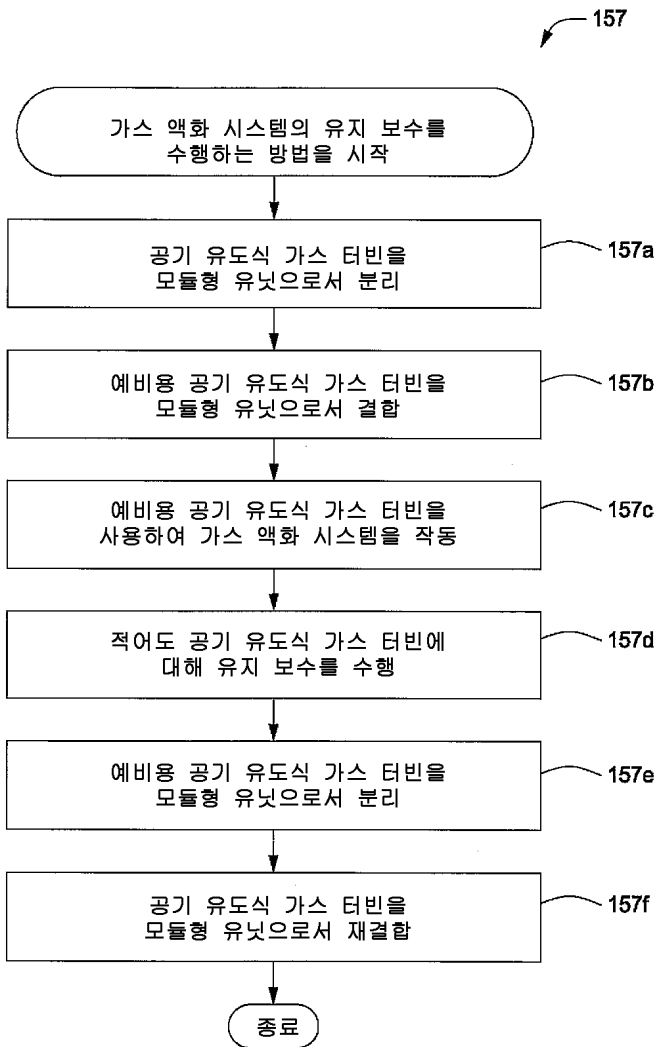 157
가스 액화 시스템의 유지 보수를
수행하는 방법을 시작
공기 유도식 가스 터빈을
모듈형 유닛으로서 분리
157a
예비용 공기 유도식 가스 터빈을
모듈형 유닛으로서 결합
157b
예비용 공기 유도식 가스 터빈을
사용하여 가스 액화 시스템을 작동
157c
적어도 공기 유도식 가스 터빈에
대해 유지 보수를 수행
157d
예비용 공기 유도식 가스 터빈을
모듈형 유닛으로서 분리
157e
공기 유도식 가스 터빈을
모듈형 유닛으로서 재결합
157f
종료